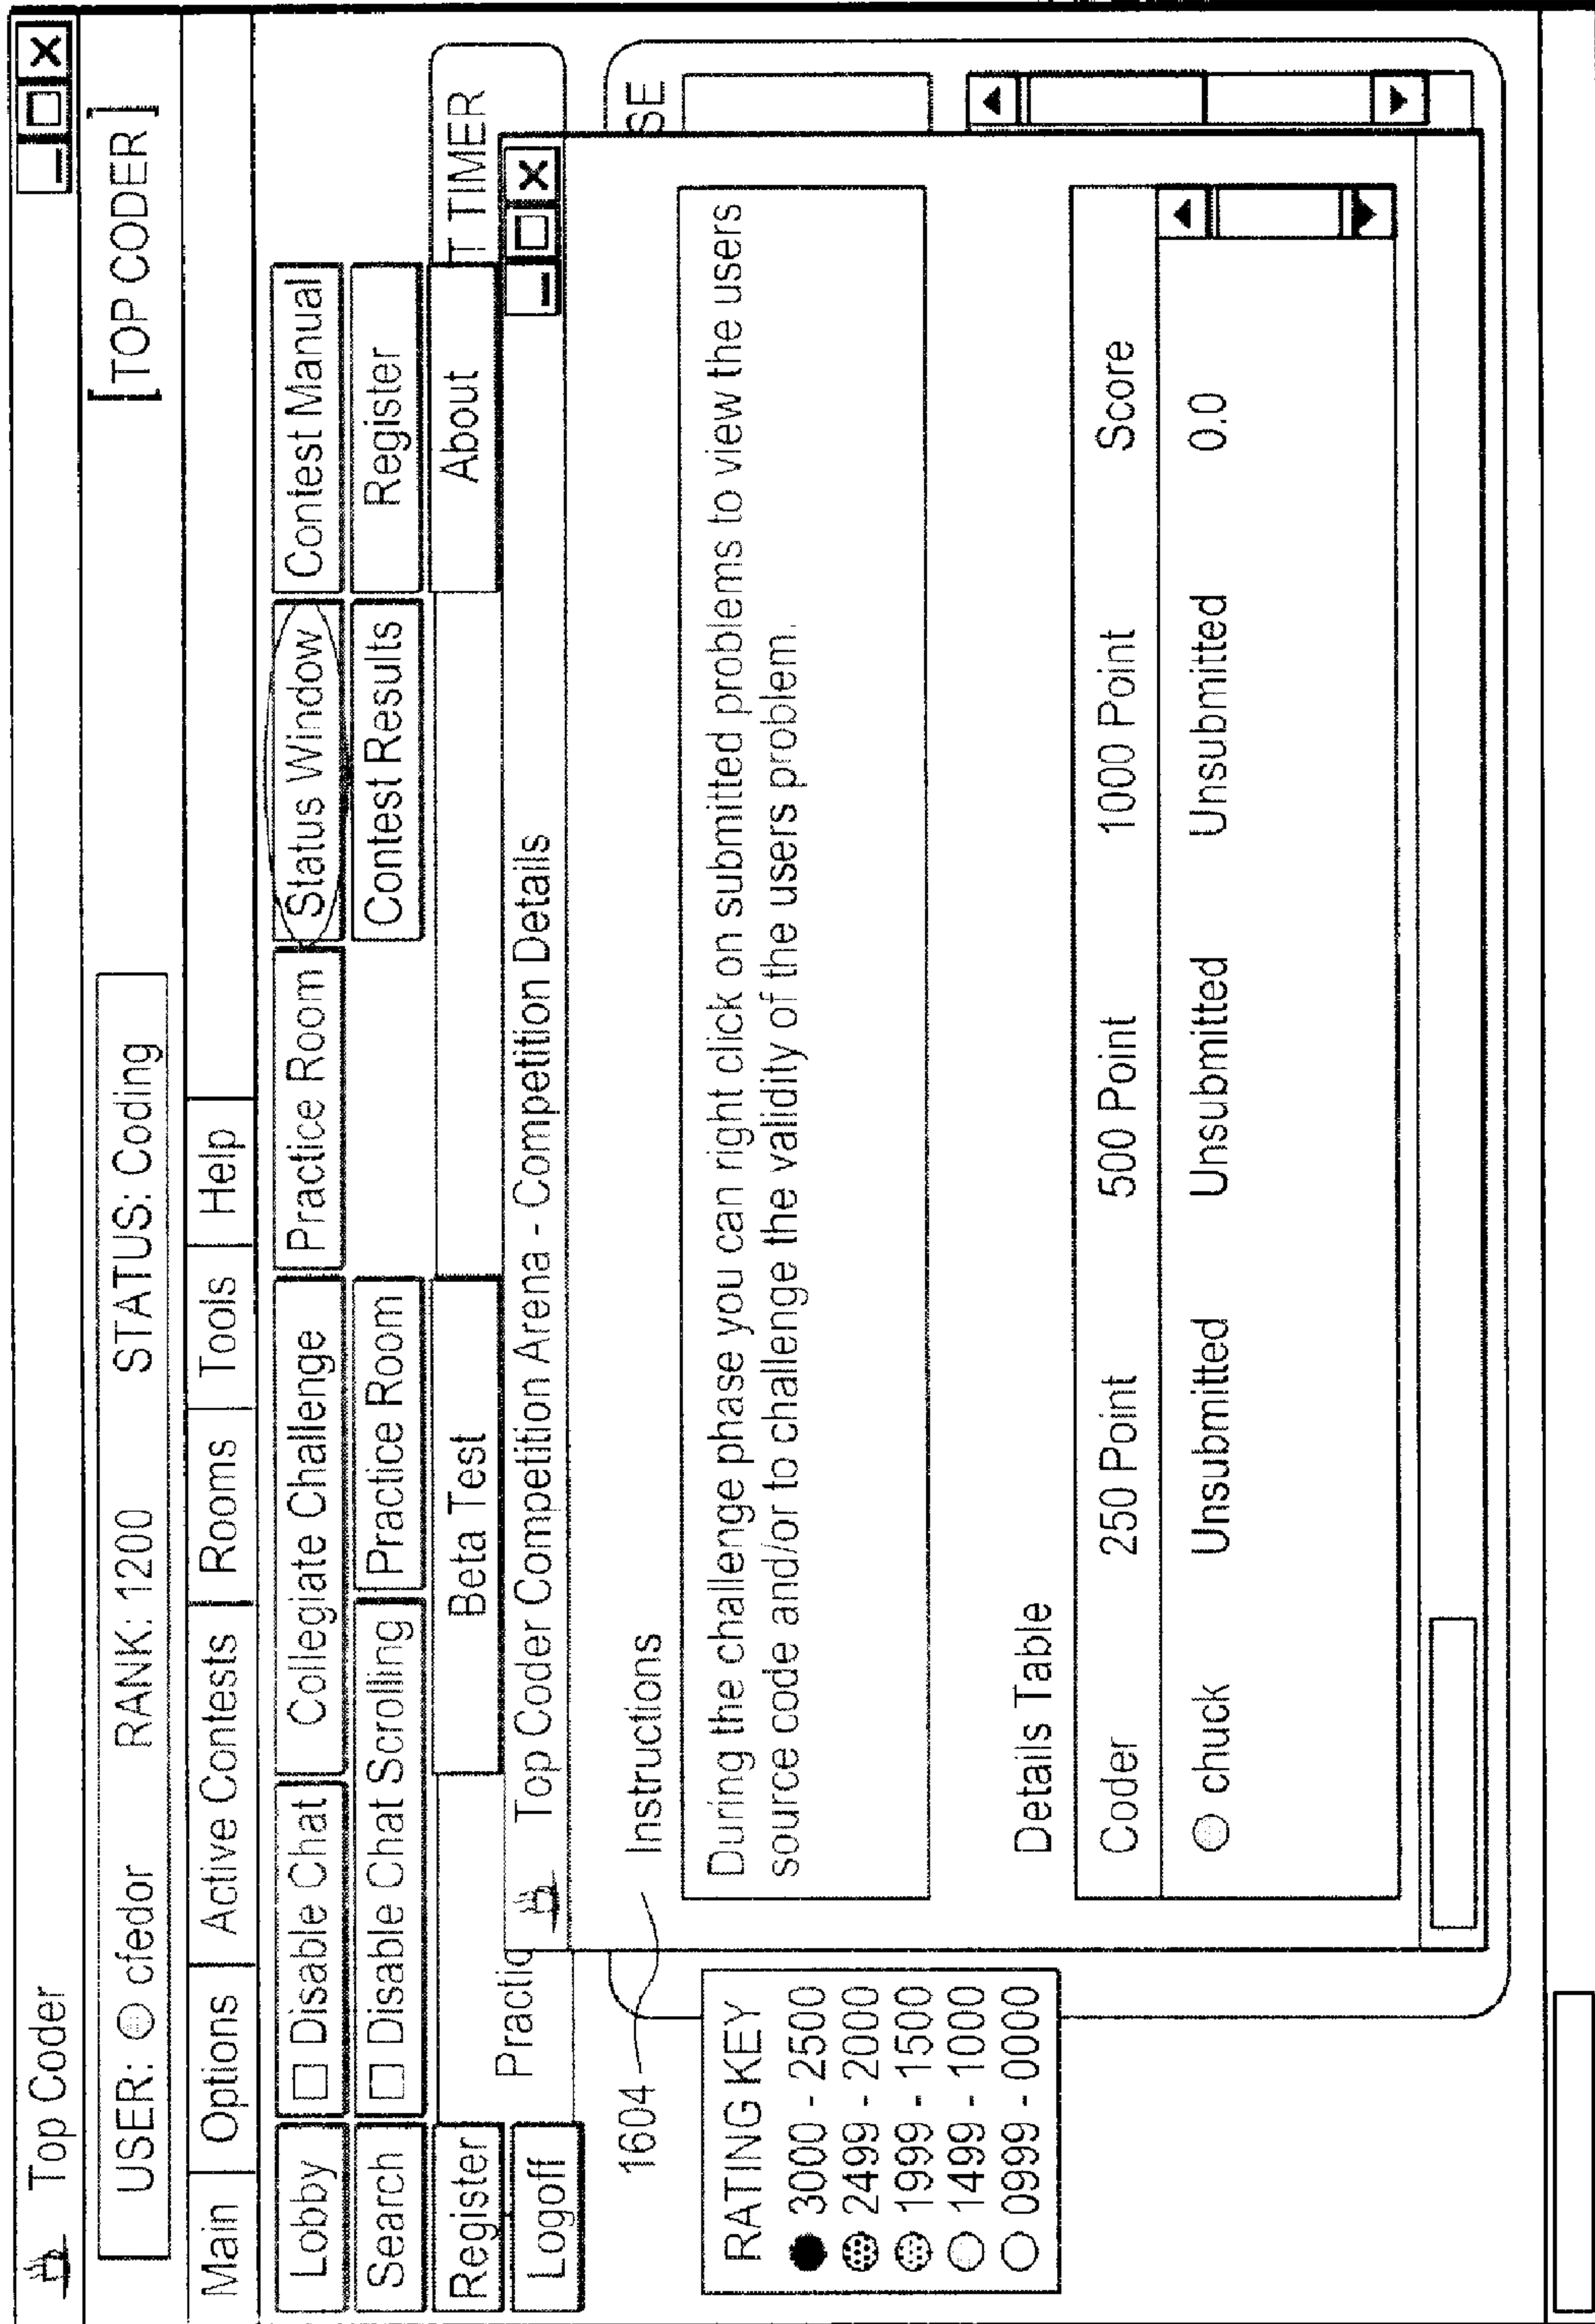 Top Coder
USER: cfedor RANK: 1200 STATUS: Coding
[TOP CODER]
Main Options Active Contests Rooms Tools Help
Lobby Disable Chat Collegiate Challenge Practice Room Status Window Contest Manual
Search Disable Chat Scrolling Practice Room Contest Results Register
Register Beta Test About
Logoff Practic T TIMER
Top Coder Competition Arena - Competition Details
1604 Instructions SE
During the challenge phase you can right click on submitted problems to view the users
source code and/or to challenge the validity of the users problem.
RATING KEY
3000 - 2500
2499 - 2000
1999 - 1500
1499 - 1000
0999 - 0000
Details Table
Coder 250 Point 500 Point 1000 Point Score
chuck Unsubmitted Unsubmitted Unsubmitted 0.0